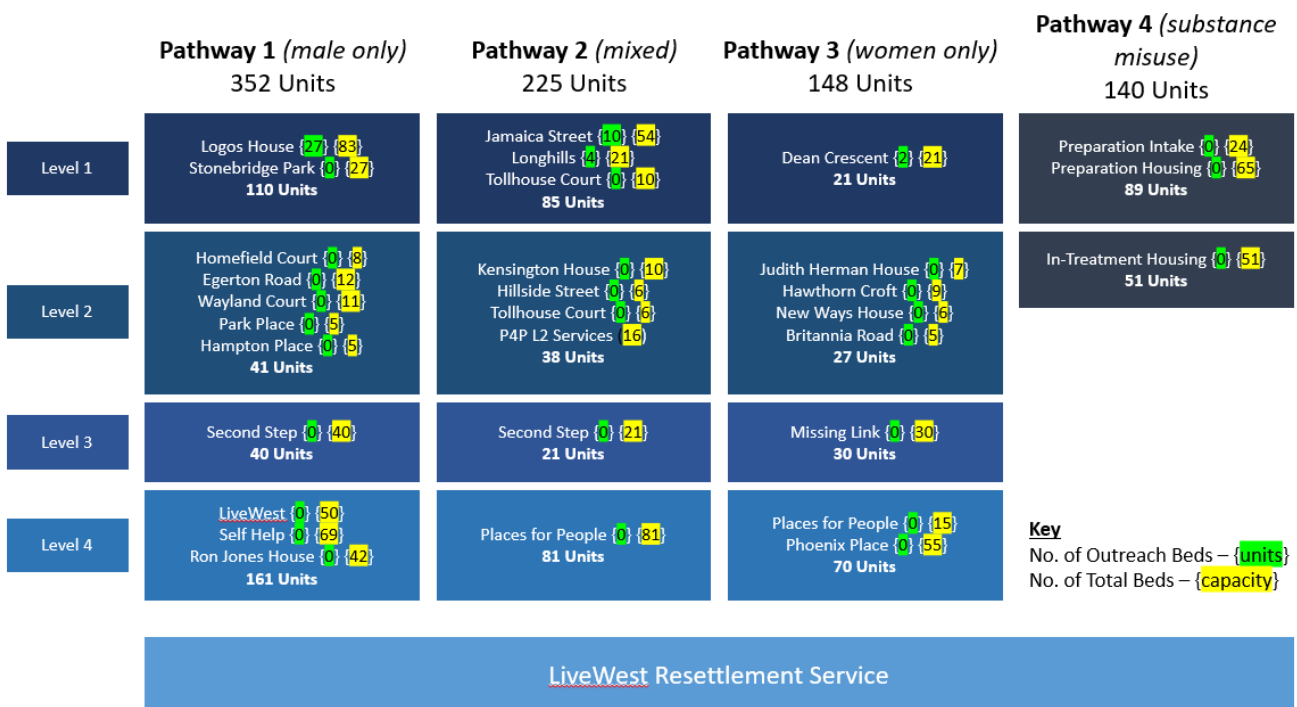 Pathway 1 (male only)
352 Units
Pathway 2 (mixed)
225 Units
Pathway 3 (women only)
148 Units
Pathway 4 (substance
misuse)
140 Units
Level 1
Logos House {27} {83}
Stonebridge Park {0} {27}
110 Units
Jamaica Street {10} {54}
Longhills {4} {21}
Tollhouse Court {0} {10}
85 Units
Dean Crescent {2} {21}
21 Units
Preparation Intake {0} {24}
Preparation Housing {0} {65}
89 Units
Level 2
Homefield Court {0} {8}
Egerton Road {0} {12}
Wayland Court {0} {11}
Park Place {0} {5}
Hampton Place {0} {5}
41 Units
Kensington House {0} {10}
Hillside Street {0} {6}
Tollhouse Court {0} {6}
P4P L2 Services (16)
38 Units
Judith Herman House {0} {7}
Hawthorn Croft {0} {9}
New Ways House {0} {6}
Britannia Road {0} {5}
27 Units
In-Treatment Housing {0} {51}
51 Units
Level 3
Second Step {0} {40}
40 Units
Second Step {0} {21}
21 Units
Missing Link {0} {30}
30 Units
Level 4
LiveWest {0} {50}
Self Help {0} {69}
Ron Jones House {0} {42}
161 Units
Places for People {0} {81}
81 Units
Places for People {0} {15}
Phoenix Place {0} {55}
70 Units
Key
No. of Outreach Beds – {units}
No. of Total Beds – {capacity}
LiveWest Resettlement Service